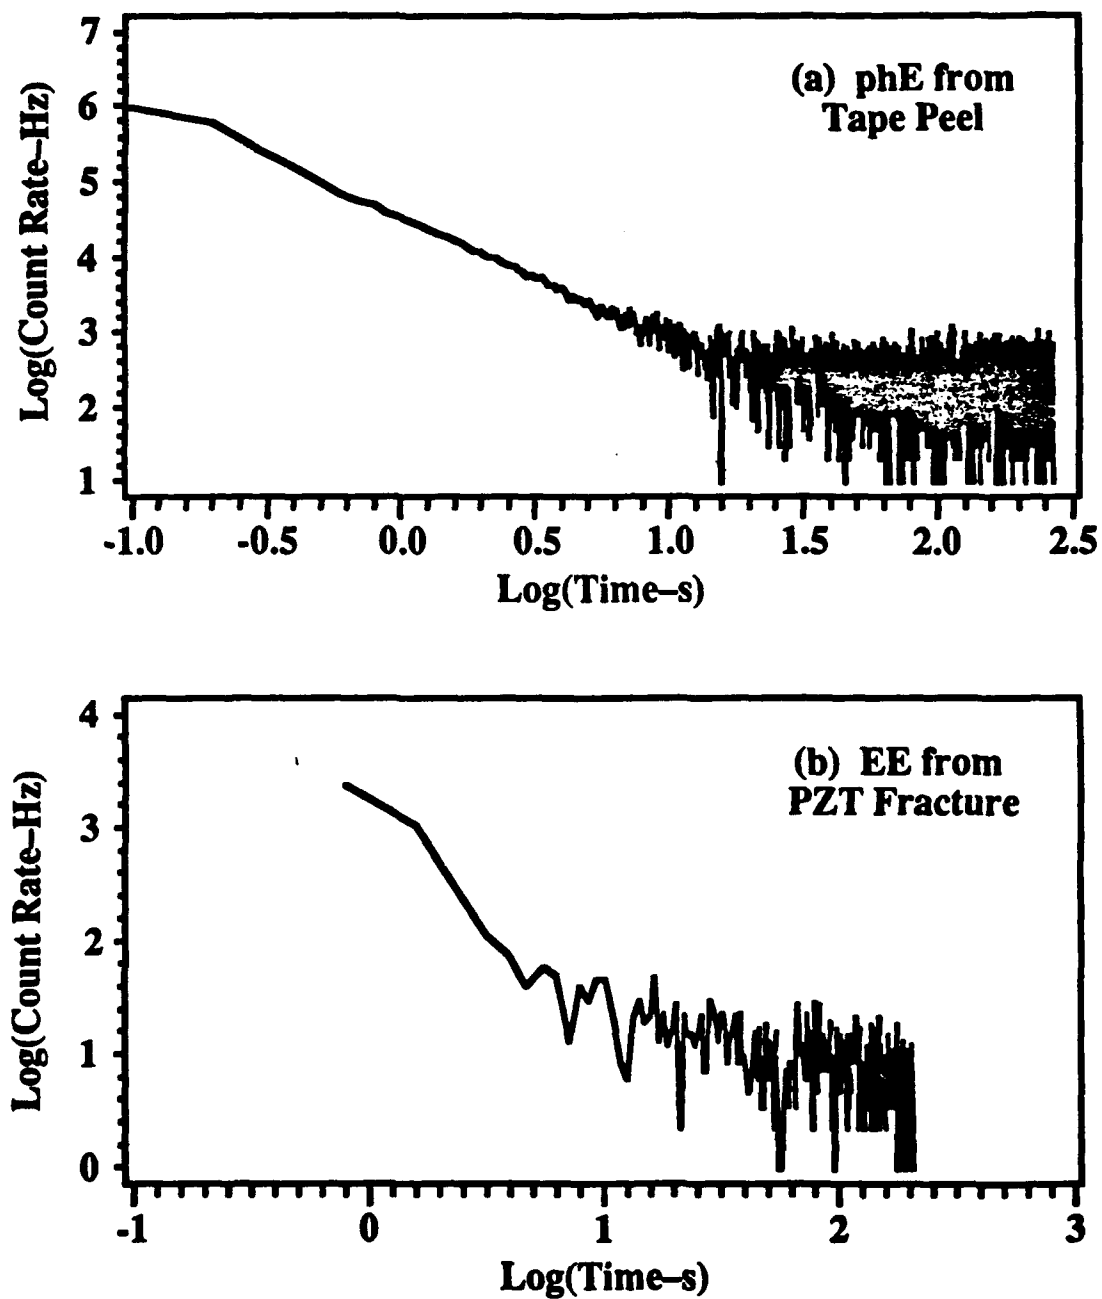 7
6
5
4
3
2
1
Log(Count Rate–Hz)
(a) phE from
Tape Peel
-1.0 -0.5 0.0 0.5 1.0 1.5 2.0 2.5
Log(Time–s)
4
3
2
1
0
Log(Count Rate–Hz)
(b) EE from
PZT Fracture
-1 0 1 2 3
Log(Time–s)